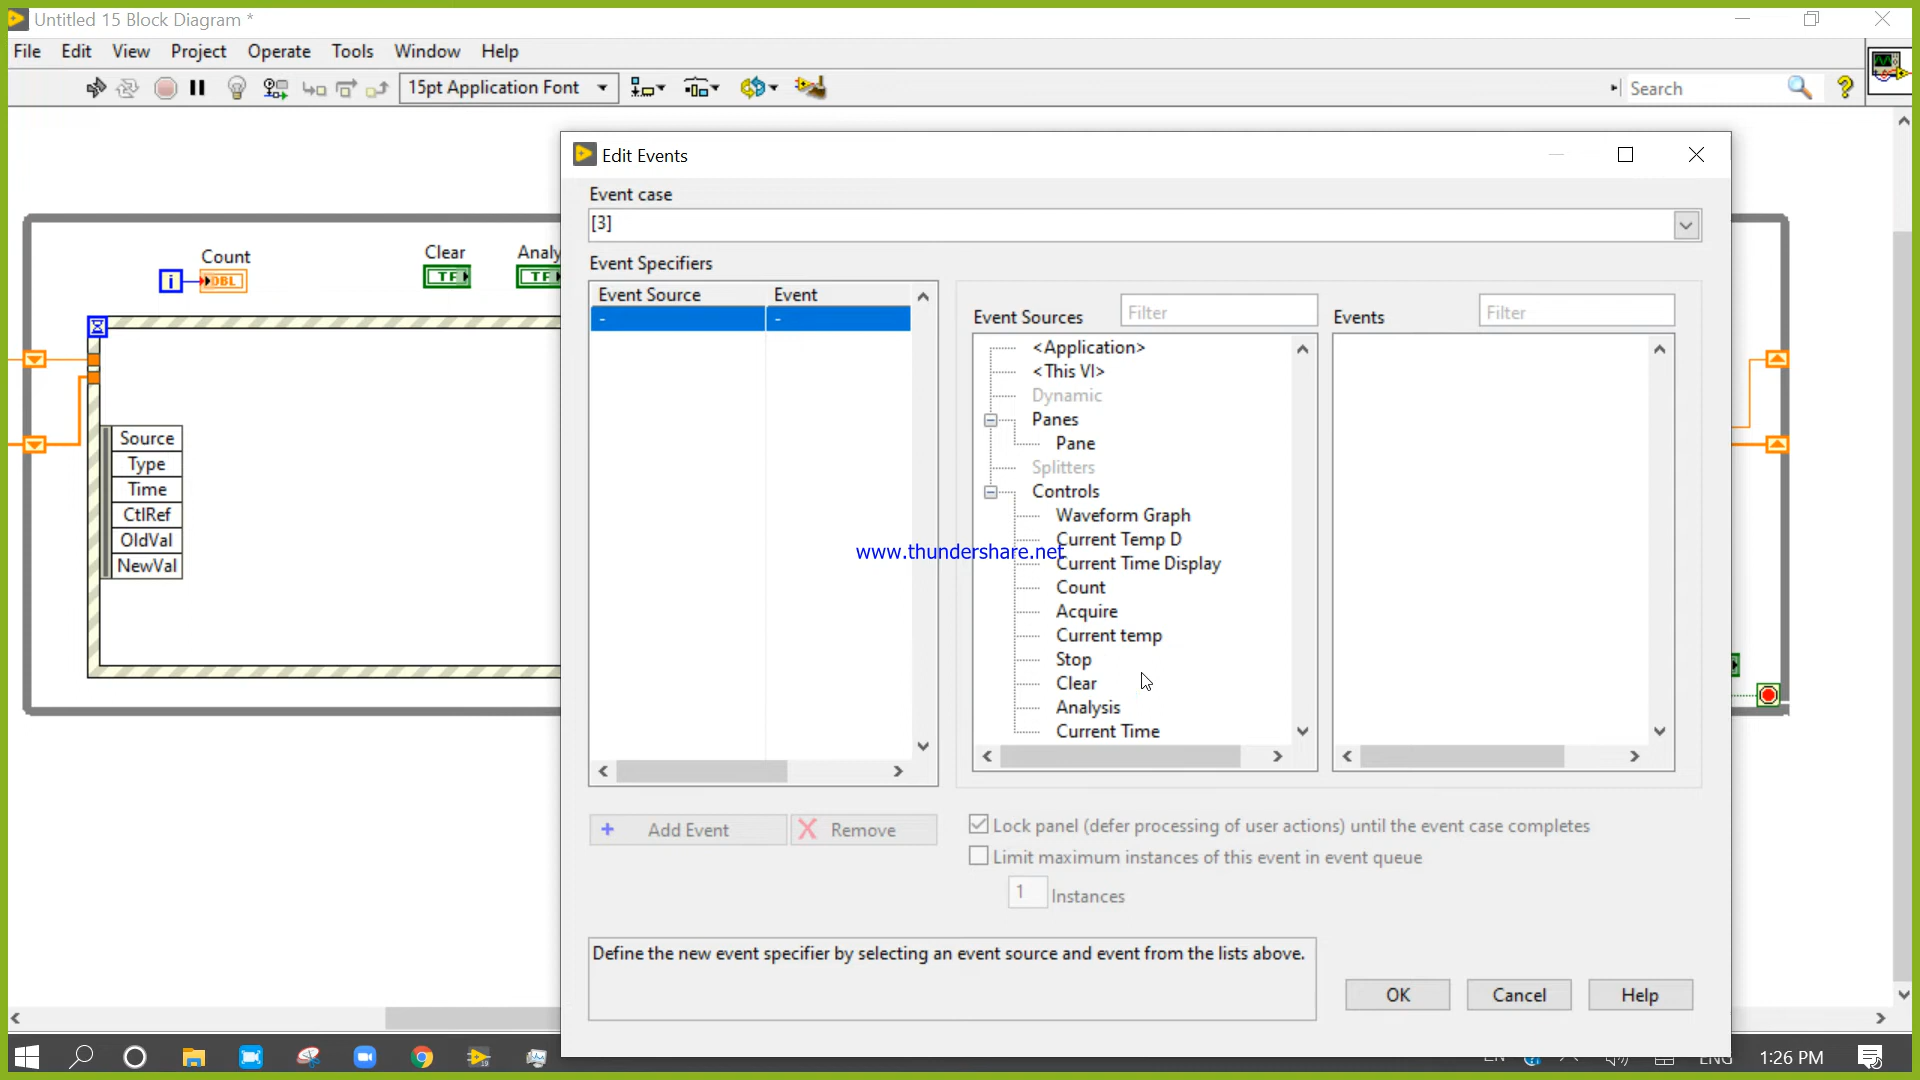 Untitled 15 Block Diagram *
File Edit View Project Operate Tools Window Help
15pt Application Font
Search
Edit Events
Event case
[3]
Event Specifiers
Event Source Event
- -
Event Sources
Filter
Events
Filter
<Application>
<This VI>
Dynamic
Panes
Pane
Splitters
Controls
Waveform Graph
Current Temp D
Current Time Display
Count
Acquire
Current temp
Stop
Clear
Analysis
Current Time
Add Event
Remove
Lock panel (defer processing of user actions) until the event case completes
Limit maximum instances of this event in event queue
1 Instances
Define the new event specifier by selecting an event source and event from the lists above.
OK Cancel Help
Count
i
DBL
Clear
TF
Analy
TF
Source
Type
Time
CtlRef
OldVal
NewVal
www.thundershare.net
ENG
1:26 PM